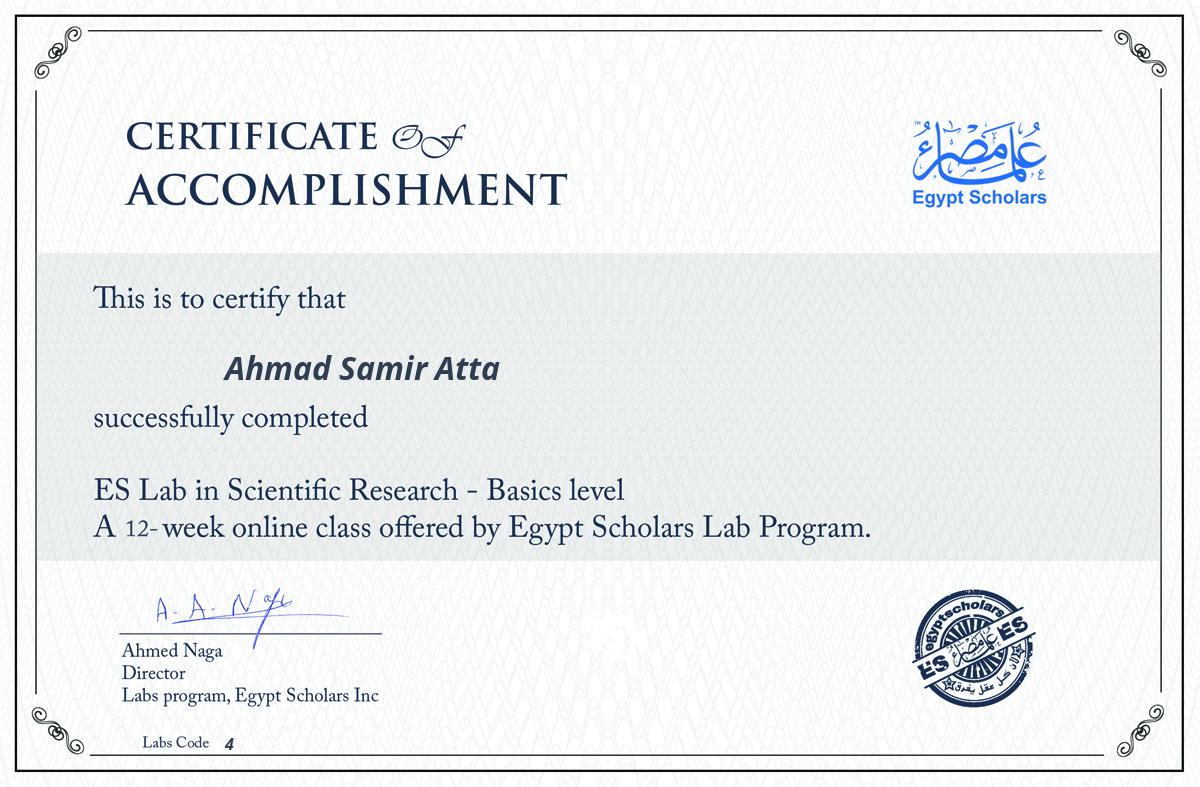 CERTIFICATE OF
ACCOMPLISHMENT
™
علماء مصر
Egypt Scholars
This is to certify that
Ahmad Samir Atta
successfully completed
ES Lab in Scientific Research - Basics level
A 12-week online class offered by Egypt Scholars Lab Program.
A. A. Naga
Ahmed Naga
Director
Labs program, Egypt Scholars Inc
Labs Code 4
egyptscholars
ES علماء مصر ES
لأن كل عقل يفرق